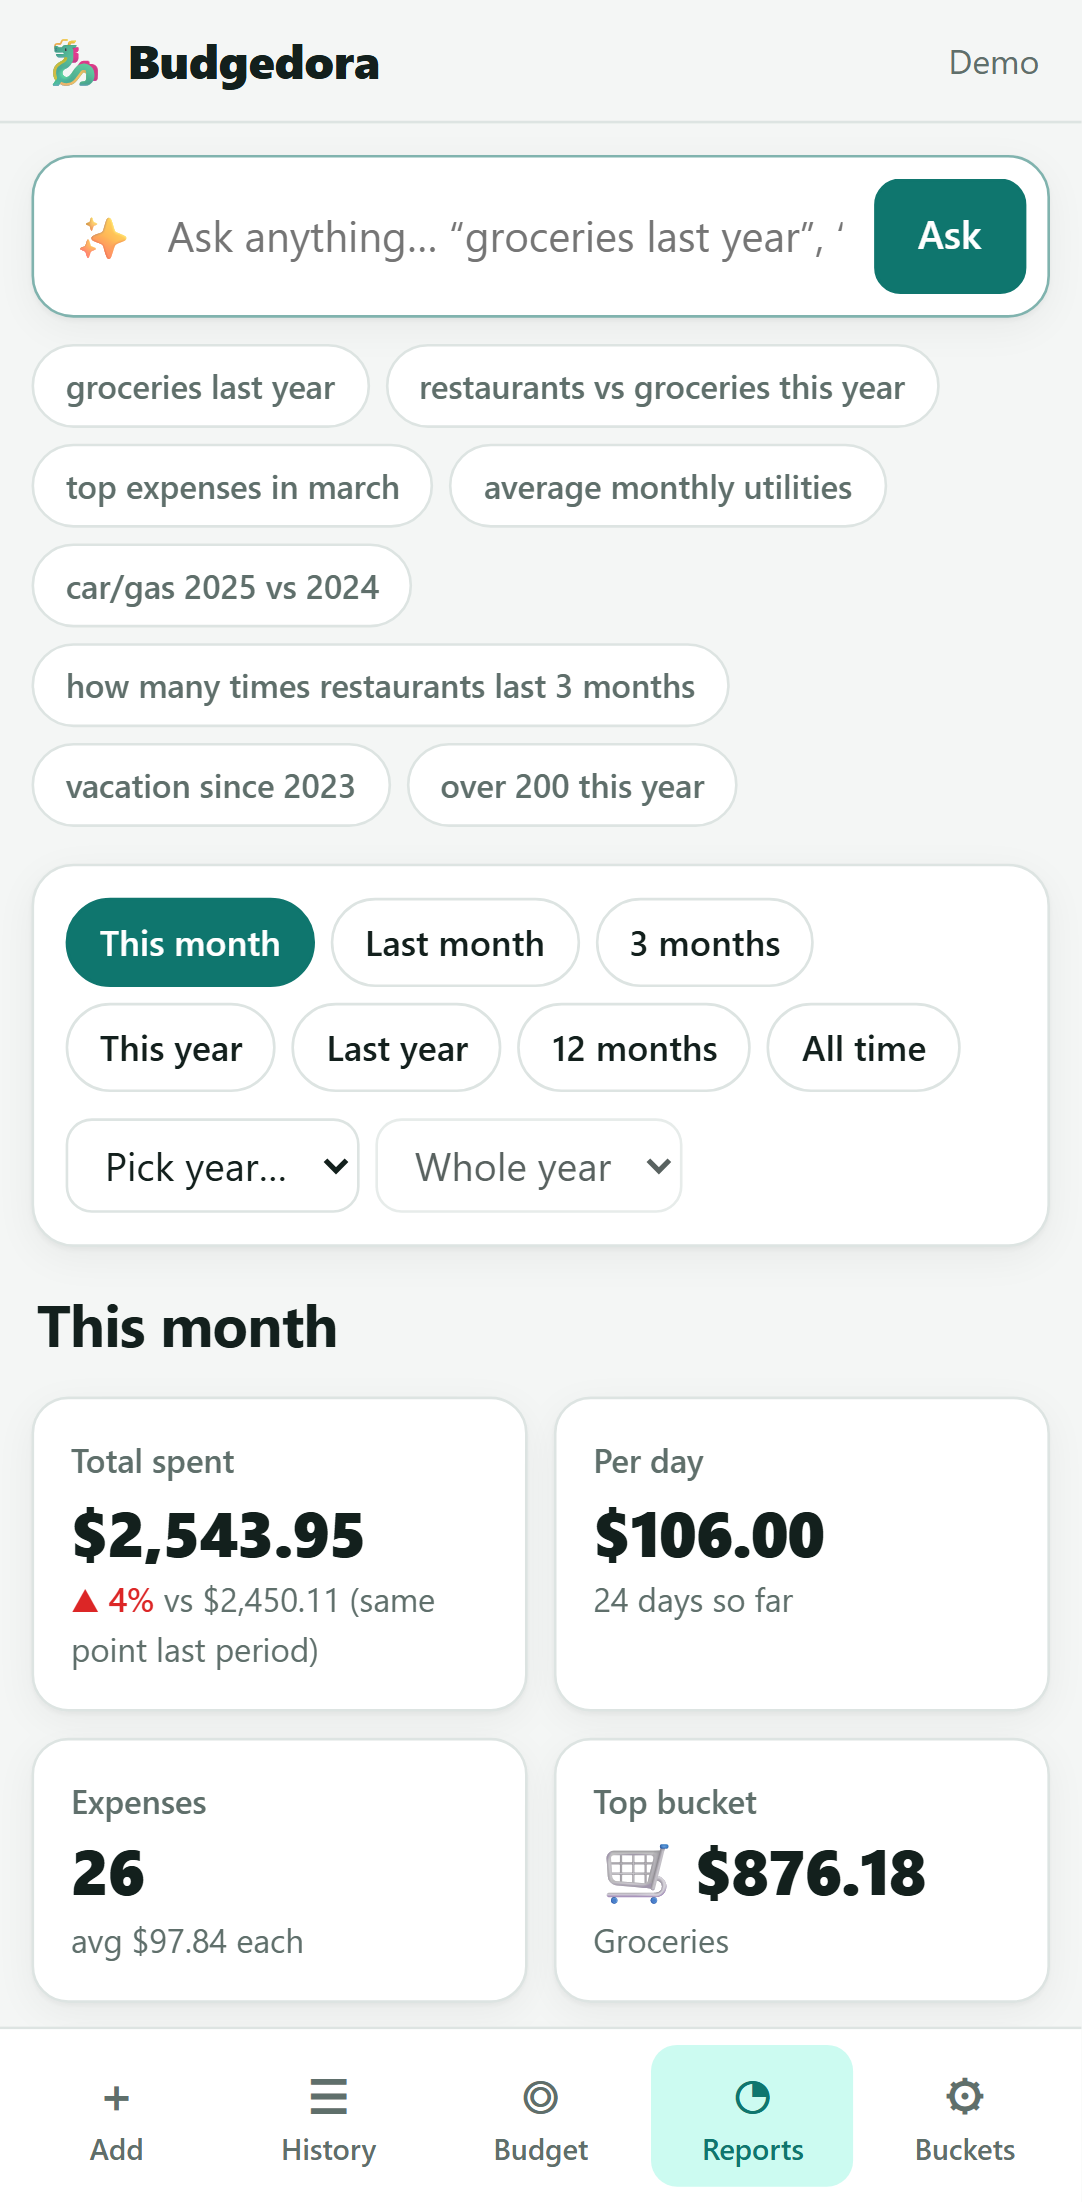 Budgedora
Demo
Ask anything... “groceries last year”, ‘
Ask
groceries last year
restaurants vs groceries this year
top expenses in march
average monthly utilities
car/gas 2025 vs 2024
how many times restaurants last 3 months
vacation since 2023
over 200 this year
This month
Last month
3 months
This year
Last year
12 months
All time
Pick year...
Whole year
This month
Total spent
$2,543.95
▲ 4% vs $2,450.11 (same
point last period)
Per day
$106.00
24 days so far
Expenses
26
avg $97.84 each
Top bucket
$876.18
Groceries
Add
History
Budget
Reports
Buckets